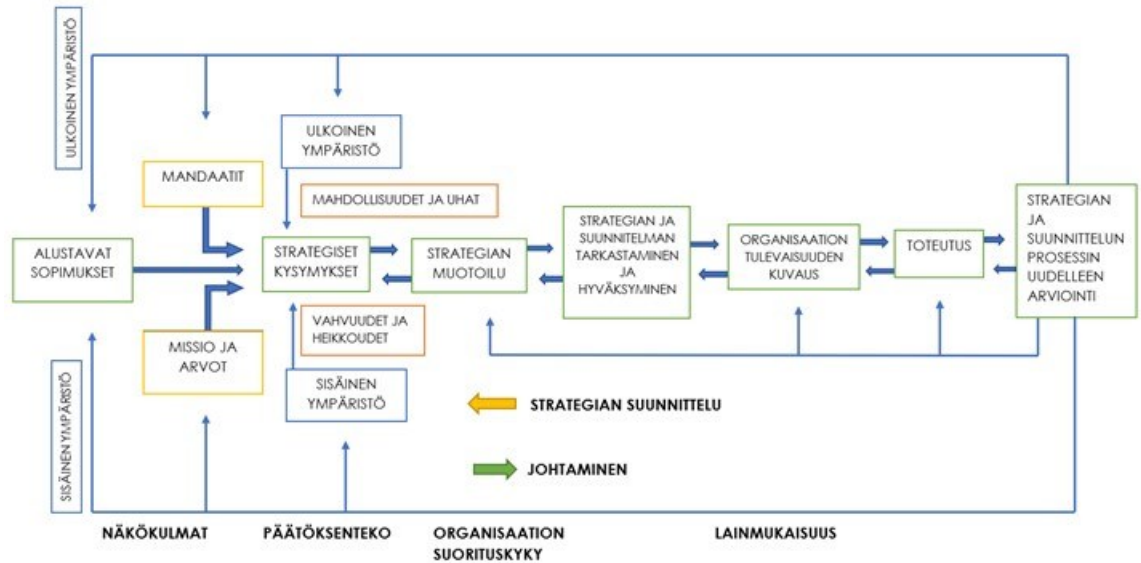 ULKOINEN YMPÄRISTÖ
ULKOINEN
YMPÄRISTÖ
MANDAATIT
MAHDOLLISUUDET JA UHAT
ALUSTAVAT
SOPIMUKSET
STRATEGISET
KYSYMYKSET
STRATEGIAN
MUOTOILU
STRATEGIAN JA
SUUNNITELMAN
TARKASTAMINEN
JA
HYVÄKSYMINEN
ORGANISAATION
TULEVAISUUDEN
KUVAUS
TOTEUTUS
STRATEGIAN
JA
SUUNNITTELUN
PROSESSIN
UUDELLEEN
ARVIOINTI
VAHVUUDET JA
HEIKKOUDET
MISSIO JA
ARVOT
SISÄINEN
YMPÄRISTÖ
SISÄINEN YMPÄRISTÖ
STRATEGIAN SUUNNITTELU
JOHTAMINEN
NÄKÖKULMAT
PÄÄTÖKSENTEKO
ORGANISAATION
SUORITUSKYKY
LAINMUKAISUUS